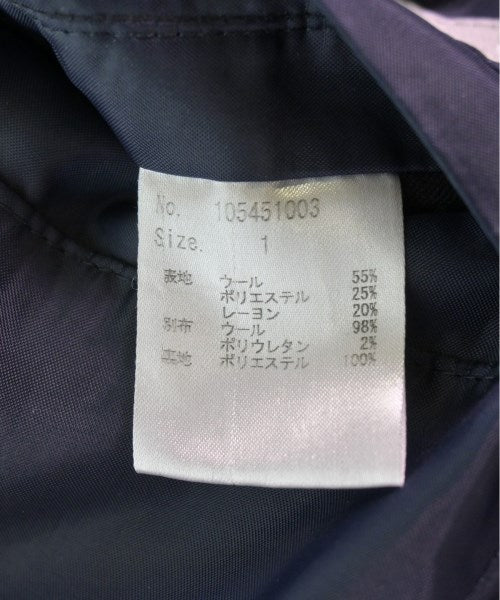 No. 105451003
Size. 1
表地 ウール 55%
ポリエステル 25%
レーヨン 20%
別布 ウール 98%
ポリウレタン 2%
裏地 ポリエステル 100%